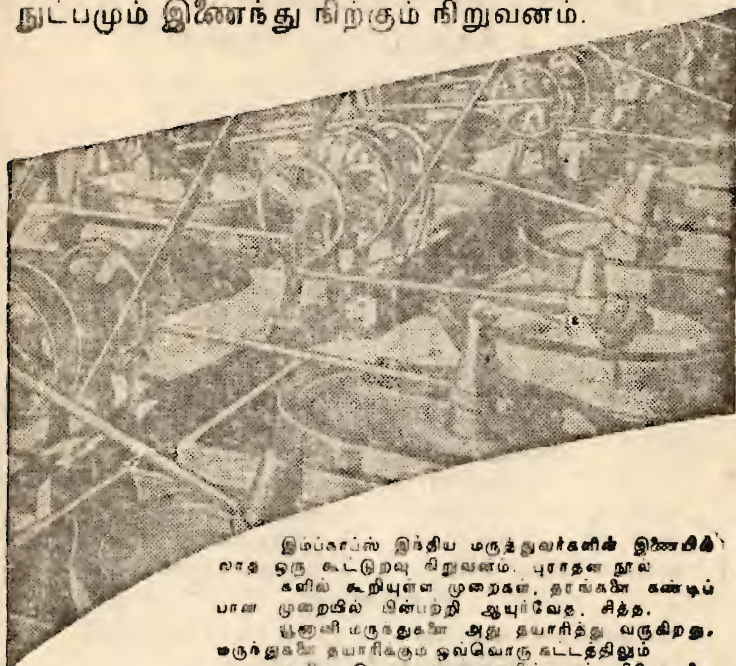 நுட்பமும் இணைந்து நிற்கும் நிறுவனம்.
இம்ப்காப்ஸ் இந்திய மருத்துவர்களின் இணையில்
லாத ஒரு கூட்டுறவு நிறுவனம். புராதன நூல்
களில் கூறியுள்ள முறைகள், தரங்களை கண்டிப்
பான முறையில் பின்பற்றி ஆயுர்வேத, சித்த,
யூனானி மருந்துகளை அது தயாரித்து வருகிறது.
மருந்துகளை தயாரிக்கும் ஒவ்வொரு கட்டத்திலும்